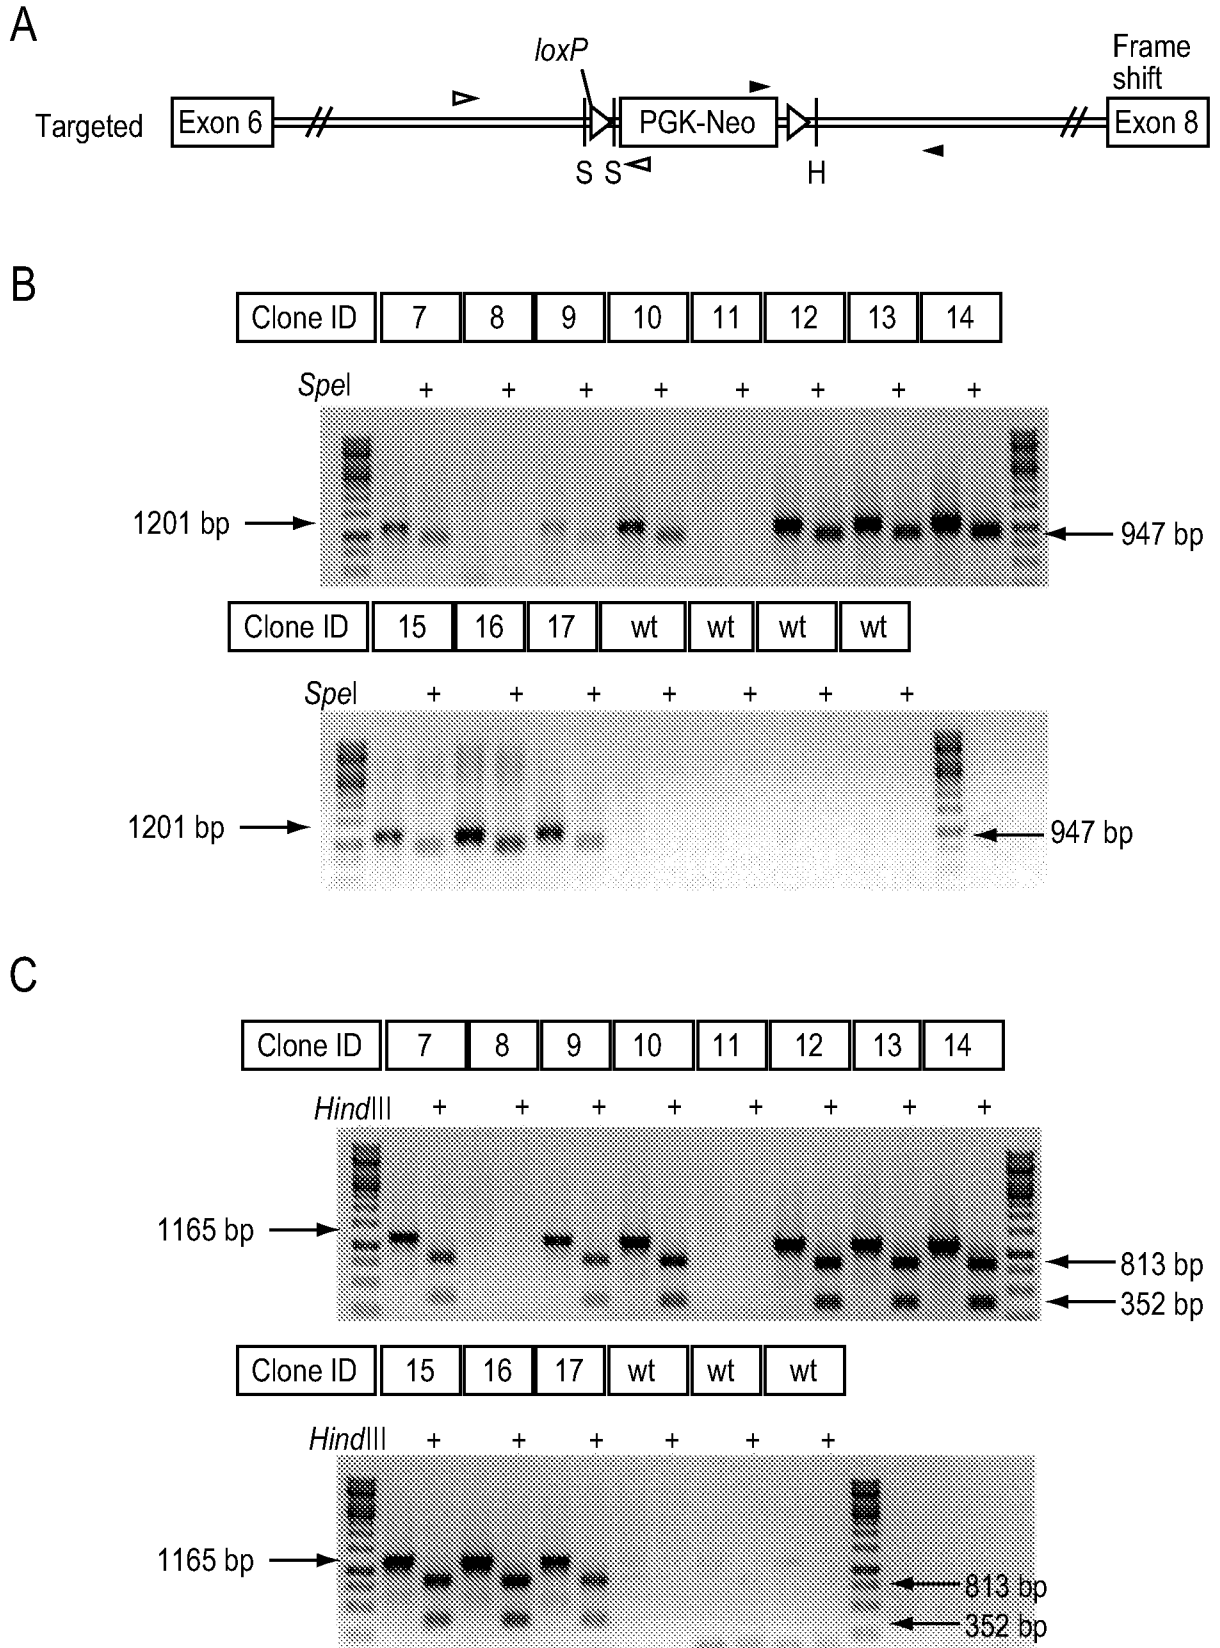 A
loxP
Frame
shift
Targeted
Exon 6
PGK-Neo
Exon 8
S S H
B
Clone ID 7 8 9 10 11 12 13 14
SpeI + + + + + + + +
1201 bp
947 bp
Clone ID 15 16 17 wt wt wt wt
SpeI + + + + + + +
1201 bp
947 bp
C
Clone ID 7 8 9 10 11 12 13 14
HindIII + + + + + + + +
1165 bp
813 bp
352 bp
Clone ID 15 16 17 wt wt wt
HindIII + + + + + +
1165 bp
813 bp
352 bp